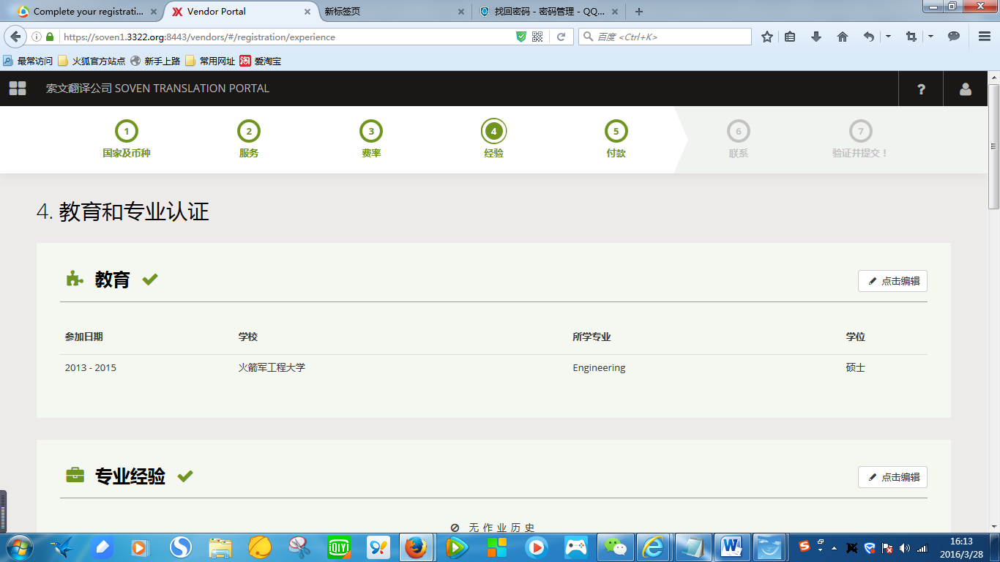 Complete your registrati...
Vendor Portal
新标签页
找回密码 - 密码管理 - QQ...
https://soven1.3322.org:8443/vendors/#/registration/experience
百度 <Ctrl+K>
最常访问 火狐官方站点 新手上路 常用网址 淘 爱淘宝
索文翻译公司 SOVEN TRANSLATION PORTAL
?
1 2 3 4 5 6 7
国家及币种 服务 费率 经验 付款 联系 验证并提交！
4. 教育和专业认证
教育 点击编辑
参加日期 学校 所学专业 学位
2013 - 2015 火箭军工程大学 Engineering 硕士
专业经验 点击编辑
无作业历史
iQIYI
16:13
2016/3/28